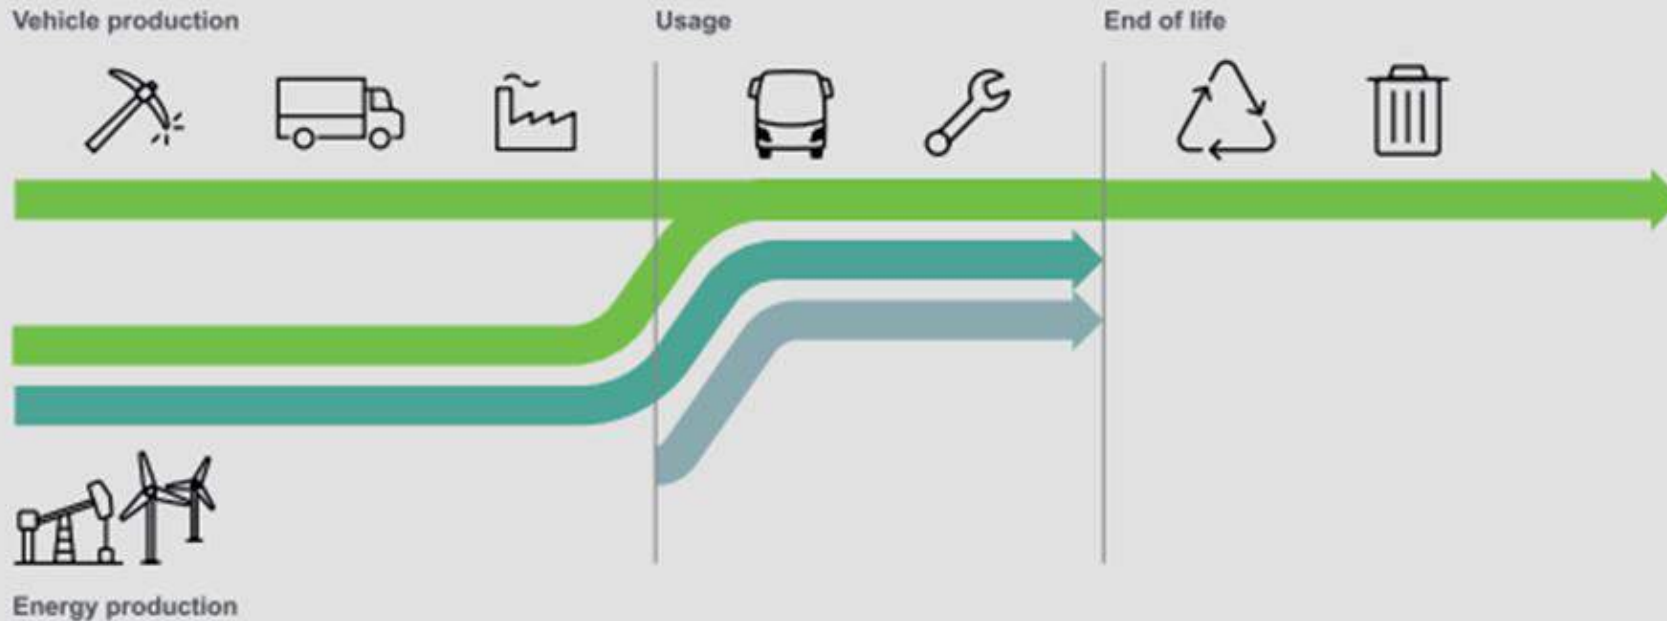 Vehicle production
Usage
End of life
Energy production